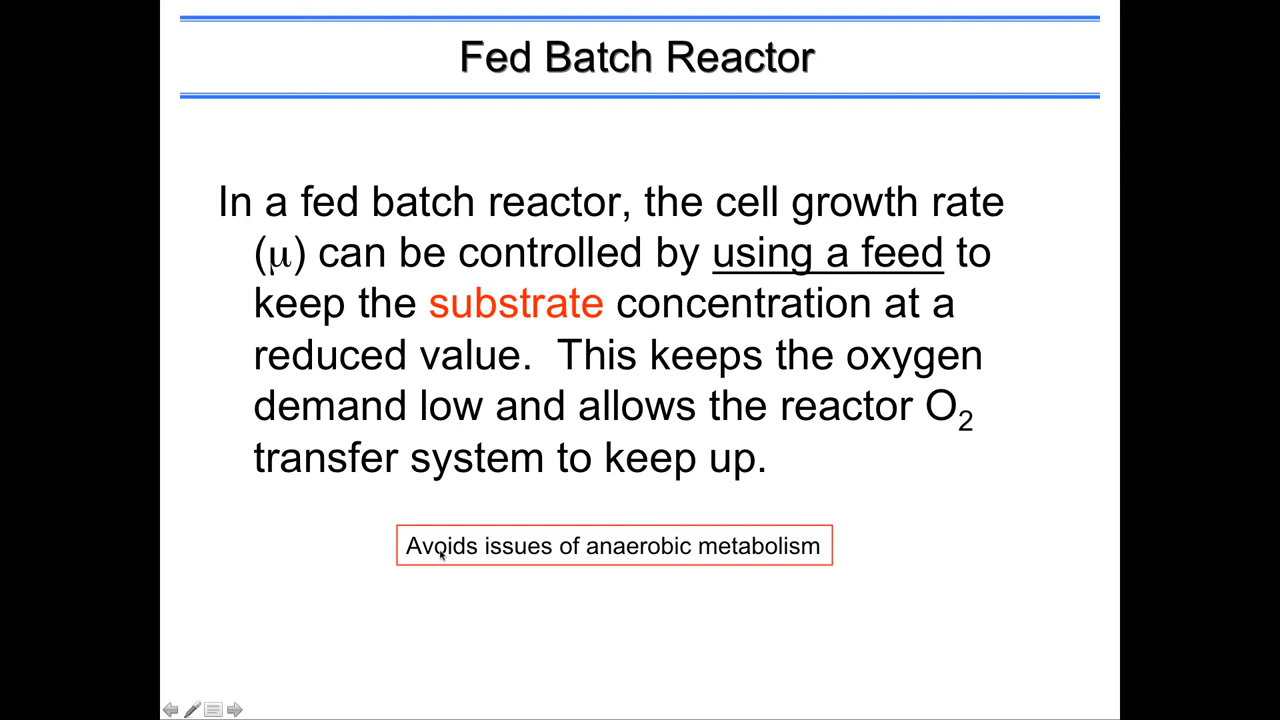 Fed Batch Reactor
In a fed batch reactor, the cell growth rate
(μ) can be controlled by using a feed to
keep the substrate concentration at a
reduced value.  This keeps the oxygen
demand low and allows the reactor O₂
transfer system to keep up.
Avoids issues of anaerobic metabolism